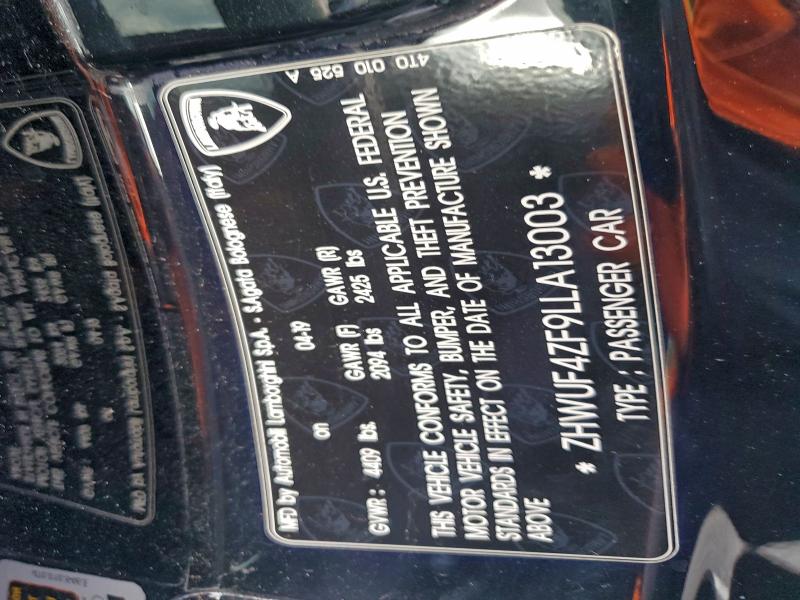 MFD by Automobili Lamborghini S.p.A. - S.Agata Bolognese (Italy)
on 04-19
GAWR (F) GAWR (R)
GVWR: 4409 lbs. 2094 lbs 2425 lbs
THIS VEHICLE CONFORMS TO ALL APPLICABLE U.S. FEDERAL
MOTOR VEHICLE SAFETY, BUMPER, AND THEFT PREVENTION
STANDARDS IN EFFECT ON THE DATE OF MANUFACTURE SHOWN
ABOVE
* ZHWUF4ZF9LLA13003 *
TYPE : PASSENGER CAR
4T0 010 525 A